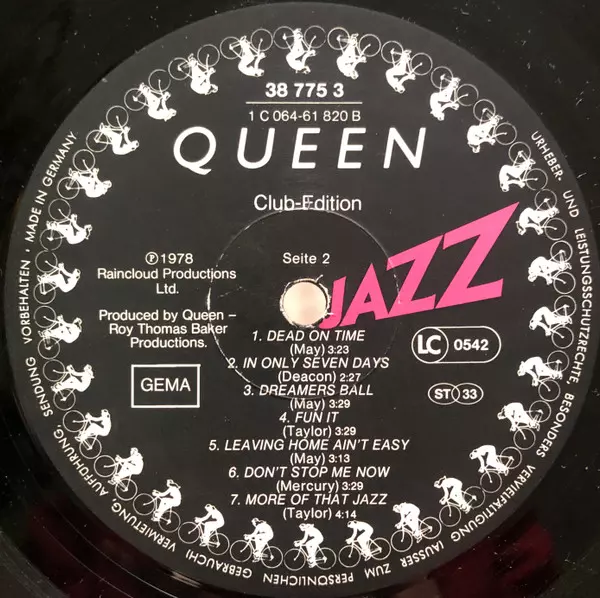 38 775 3
1 C 064-61 820 B
QUEEN
Club-Edition
℗ 1978
Raincloud Productions
Ltd.
Produced by Queen –
Roy Thomas Baker
Productions.
GEMA
Seite 2
JAZZ
1. DEAD ON TIME
(May) 3:23
2. IN ONLY SEVEN DAYS
(Deacon) 2:27
3. DREAMERS BALL
(May) 3:29
4. FUN IT
(Taylor) 3:29
5. LEAVING HOME AIN'T EASY
(May) 3:13
6. DON'T STOP ME NOW
(Mercury) 3:29
7. MORE OF THAT JAZZ
(Taylor) 4:14
LC 0542
ST 33
URHEBER- UND LEISTUNGSSCHUTZRECHTE, BESONDERS VERVIELFÄLTIGUNG (AUSSER ZUM PERSÖNLICHEN GEBRAUCH) VERMIETUNG, AUFFÜHRUNG, SENDUNG VORBEHALTEN · MADE IN GERMANY